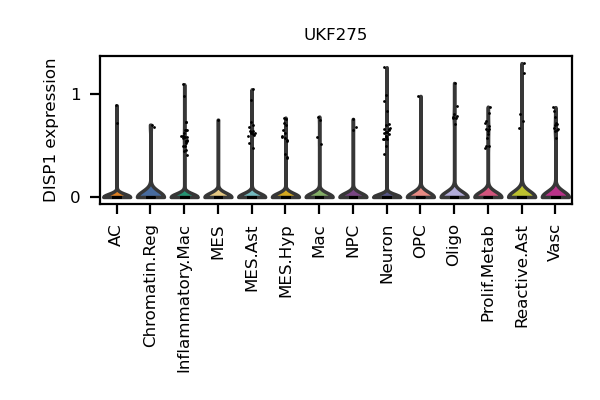 UKF275
DISP1 expression
1
0
AC
Chromatin.Reg
Inflammatory.Mac
MES
MES.Ast
MES.Hyp
Mac
NPC
Neuron
OPC
Oligo
Prolif.Metab
Reactive.Ast
Vasc